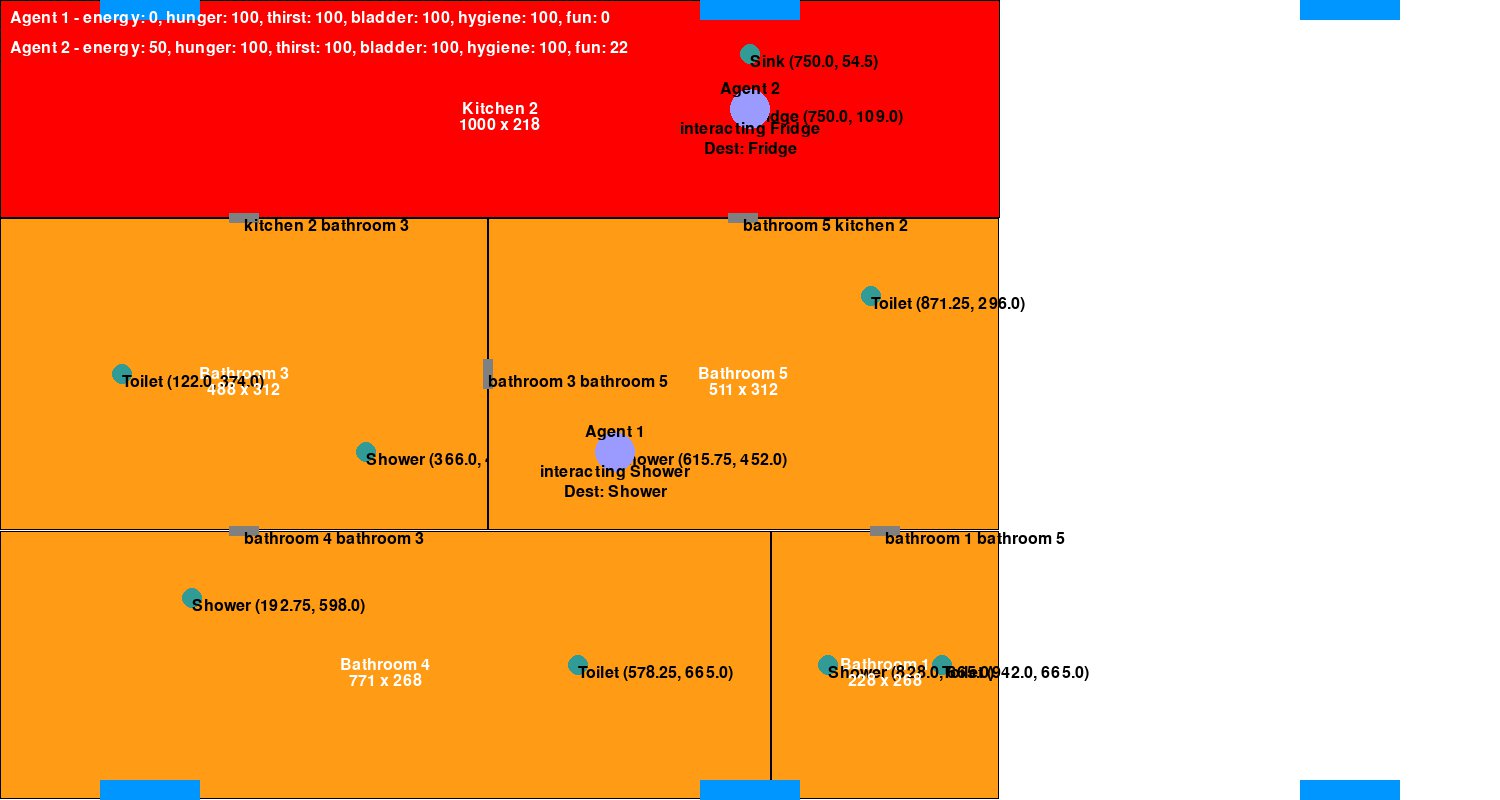 Agent 1 - energy: 0, hunger: 100, thirst: 100, bladder: 100, hygiene: 100, fun: 0
Agent 2 - energy: 50, hunger: 100, thirst: 100, bladder: 100, hygiene: 100, fun: 22
Sink (750.0, 54.5)
Agent 2
Kitchen 2
1000 x 218
(750.0, 109.0)
interacting Fridge
Dest: Fridge
kitchen 2 bathroom 3
bathroom 5 kitchen 2
Toilet (871.25, 296.0)
Bathroom 3
488 x 312
Toilet (122.0, 374.0)
bathroom 3 bathroom 5
Bathroom 5
511 x 312
Agent 1
Shower (366.0,
(615.75, 452.0)
interacting Shower
Dest: Shower
bathroom 4 bathroom 3
bathroom 1 bathroom 5
Shower (192.75, 598.0)
Bathroom 4
771 x 268
Toilet (578.25, 665.0)
Bathroom 1
228 x 268
Shower (828.0, 665.0)
Toilet (942.0, 665.0)